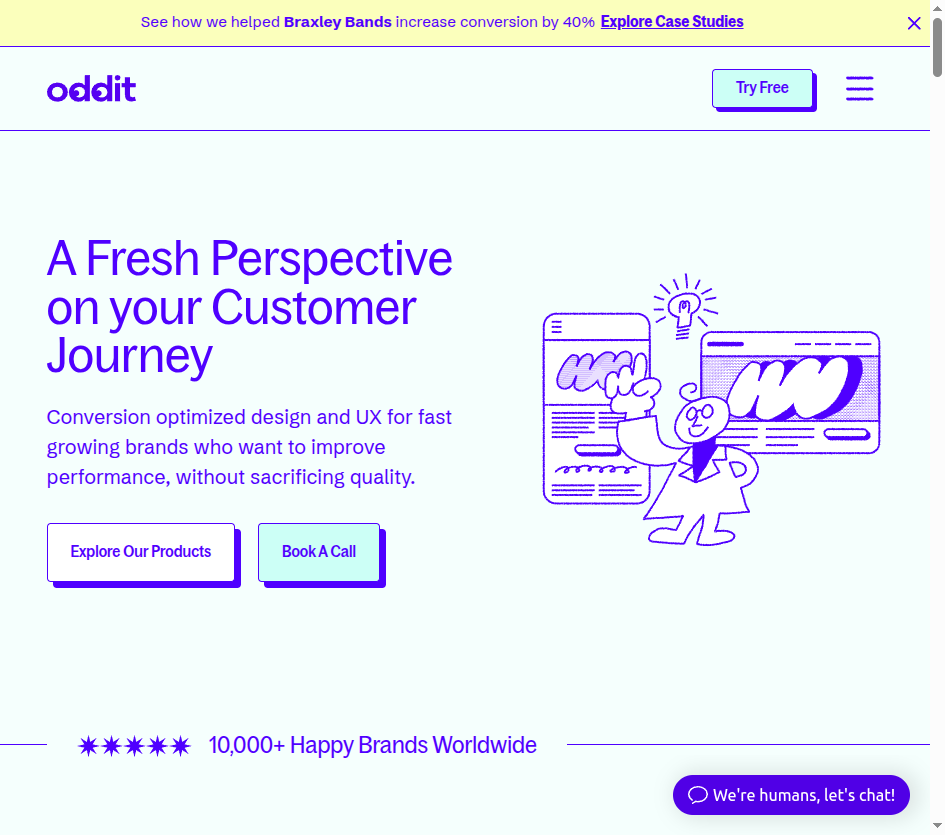 See how we helped Braxley Bands increase conversion by 40% Explore Case Studies
oddit
Try Free
A Fresh Perspective
on your Customer
Journey
Conversion optimized design and UX for fast
growing brands who want to improve
performance, without sacrificing quality.
Explore Our Products
Book A Call
10,000+ Happy Brands Worldwide
We're humans, let's chat!